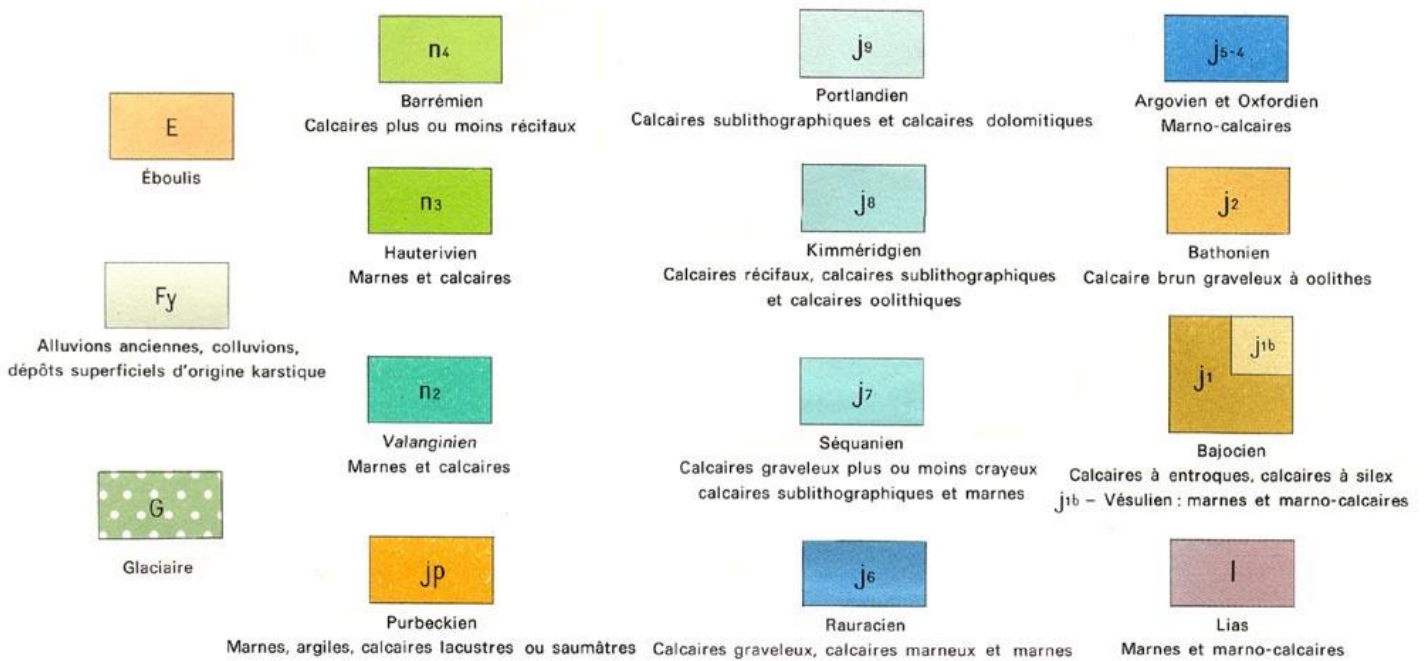 E
Éboulis
Fy
Alluvions anciennes, colluvions,
dépôts superficiels d'origine karstique
G
Glaciaire
n4
Barrémien
Calcaires plus ou moins récifaux
n3
Hauterivien
Marnes et calcaires
n2
Valanginien
Marnes et calcaires
jp
Purbeckien
Marnes, argiles, calcaires lacustres ou saumâtres
j9
Portlandien
Calcaires sublithographiques et calcaires dolomitiques
j8
Kimméridgien
Calcaires récifaux, calcaires sublithographiques
et calcaires oolithiques
j7
Séquanien
Calcaires graveleux plus ou moins crayeux
calcaires sublithographiques et marnes
j6
Rauracien
Calcaires graveleux, calcaires marneux et marnes
j5-4
Argovien et Oxfordien
Marno-calcaires
j2
Bathonien
Calcaire brun graveleux à oolithes
j1b
j1
Bajocien
Calcaires à entroques, calcaires à silex
j1b – Vésulien : marnes et marno-calcaires
l
Lias
Marnes et marno-calcaires